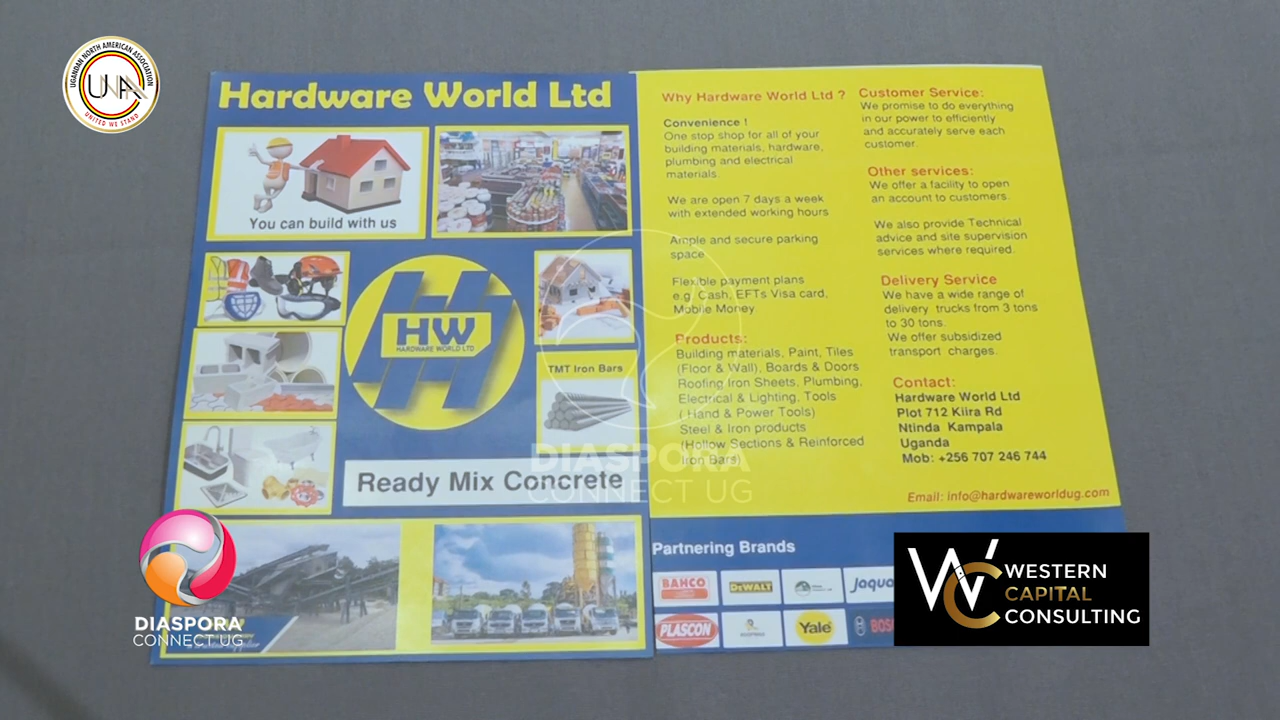 UGANDAN NORTH AMERICAN ASSOCIATION
UNAA
UNITED WE STAND
Hardware World Ltd
You can build with us
HW
HARDWARE WORLD LTD
TMT Iron Bars
Ready Mix Concrete
Why Hardware World Ltd ?
Convenience !
One stop shop for all of your
building materials, hardware,
plumbing and electrical
materials.
We are open 7 days a week
with extended working hours
Ample and secure parking
space
Flexible payment plans
e.g. Cash, EFTs Visa card,
Mobile Money
Products:
Building materials, Paint, Tiles
(Floor & Wall), Boards & Doors
Roofing Iron Sheets, Plumbing,
Electrical & Lighting, Tools
( Hand & Power Tools)
Steel & Iron products
(Hollow Sections & Reinforced
Iron Bars)
Customer Service:
We promise to do everything
in our power to efficiently
and accurately serve each
customer.
Other services:
We offer a facility to open
an account to customers.
We also provide Technical
advice and site supervision
services where required.
Delivery Service
We have a wide range of
delivery trucks from 3 tons
to 30 tons.
We offer subsidized
transport charges.
Contact:
Hardware World Ltd
Plot 712 Kiira Rd
Ntinda Kampala
Uganda
Mob: +256 707 246 744
Email: info@hardwareworldug.com
Partnering Brands
BAHCO
DEWALT
Jaqua
PLASCON
Yale
BOS
DIASPORA
CONNECT UG
DIASPORA
CONNECT UG
WC WESTERN
CAPITAL
CONSULTING